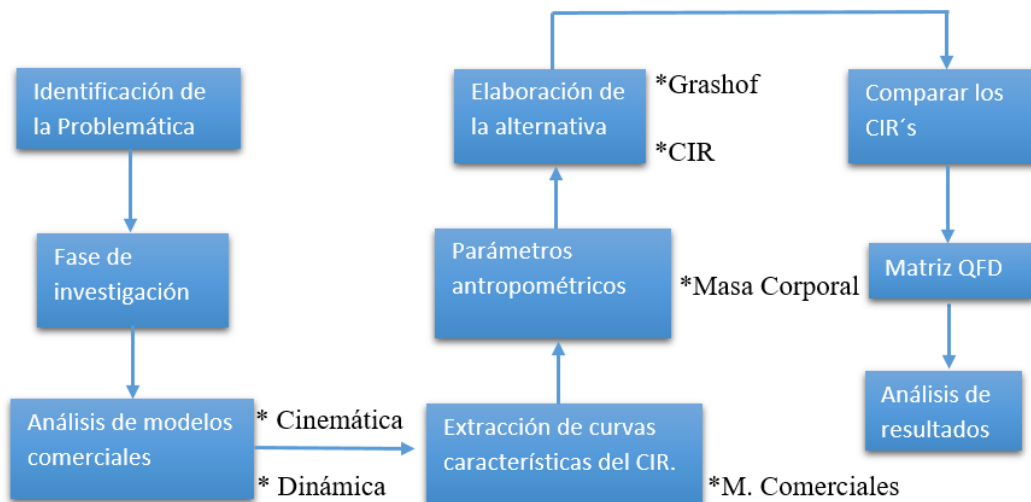 Identificación de
la Problemática
Fase de
investigación
Análisis de modelos
comerciales
* Cinemática
* Dinámica
Extracción de curvas
características del CIR.
*M. Comerciales
Parámetros
antropométricos
*Masa Corporal
Elaboración de
la alternativa
*Grashof
*CIR
Comparar los
CIR´s
Matriz QFD
Análisis de
resultados